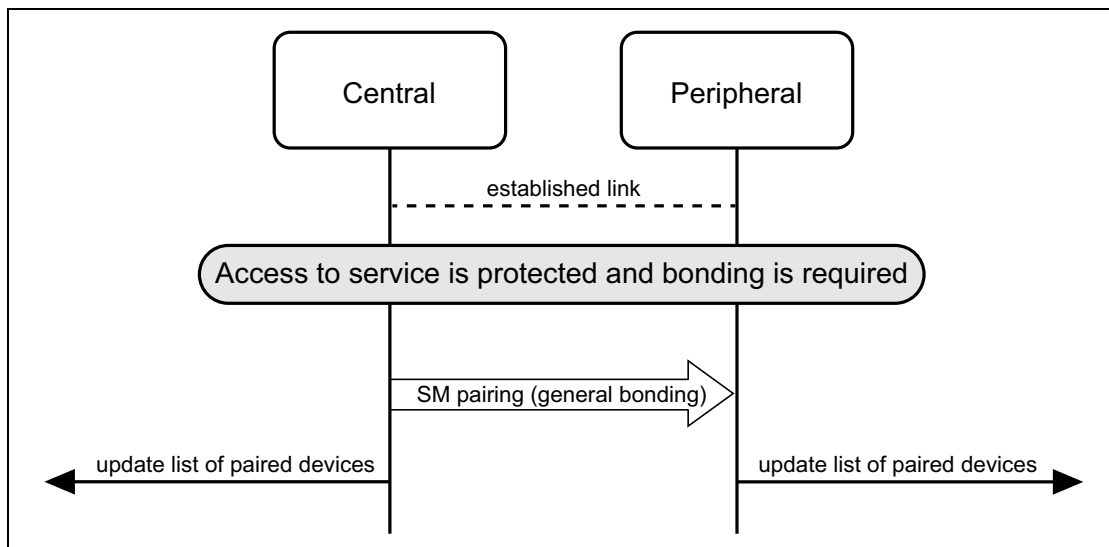 Central
Peripheral
established link
Access to service is protected and bonding is required
SM pairing (general bonding)
update list of paired devices
update list of paired devices